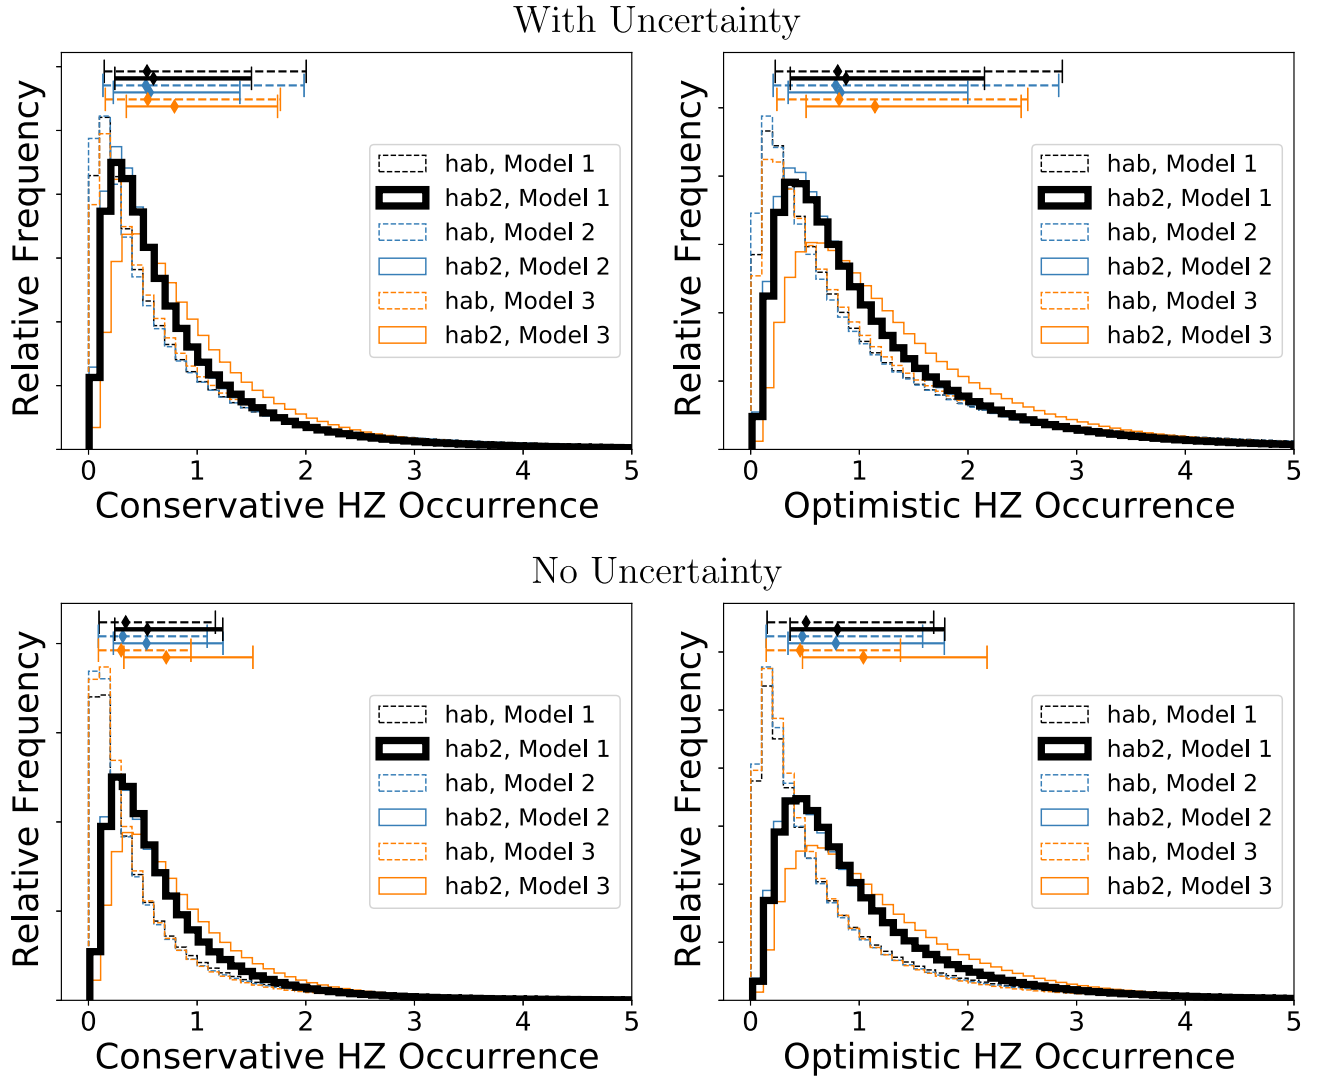 With Uncertainty
Relative Frequency
hab, Model 1
hab2, Model 1
hab, Model 2
hab2, Model 2
hab, Model 3
hab2, Model 3
0 1 2 3 4 5
Conservative HZ Occurrence
Relative Frequency
hab, Model 1
hab2, Model 1
hab, Model 2
hab2, Model 2
hab, Model 3
hab2, Model 3
0 1 2 3 4 5
Optimistic HZ Occurrence
No Uncertainty
Relative Frequency
hab, Model 1
hab2, Model 1
hab, Model 2
hab2, Model 2
hab, Model 3
hab2, Model 3
0 1 2 3 4 5
Conservative HZ Occurrence
Relative Frequency
hab, Model 1
hab2, Model 1
hab, Model 2
hab2, Model 2
hab, Model 3
hab2, Model 3
0 1 2 3 4 5
Optimistic HZ Occurrence